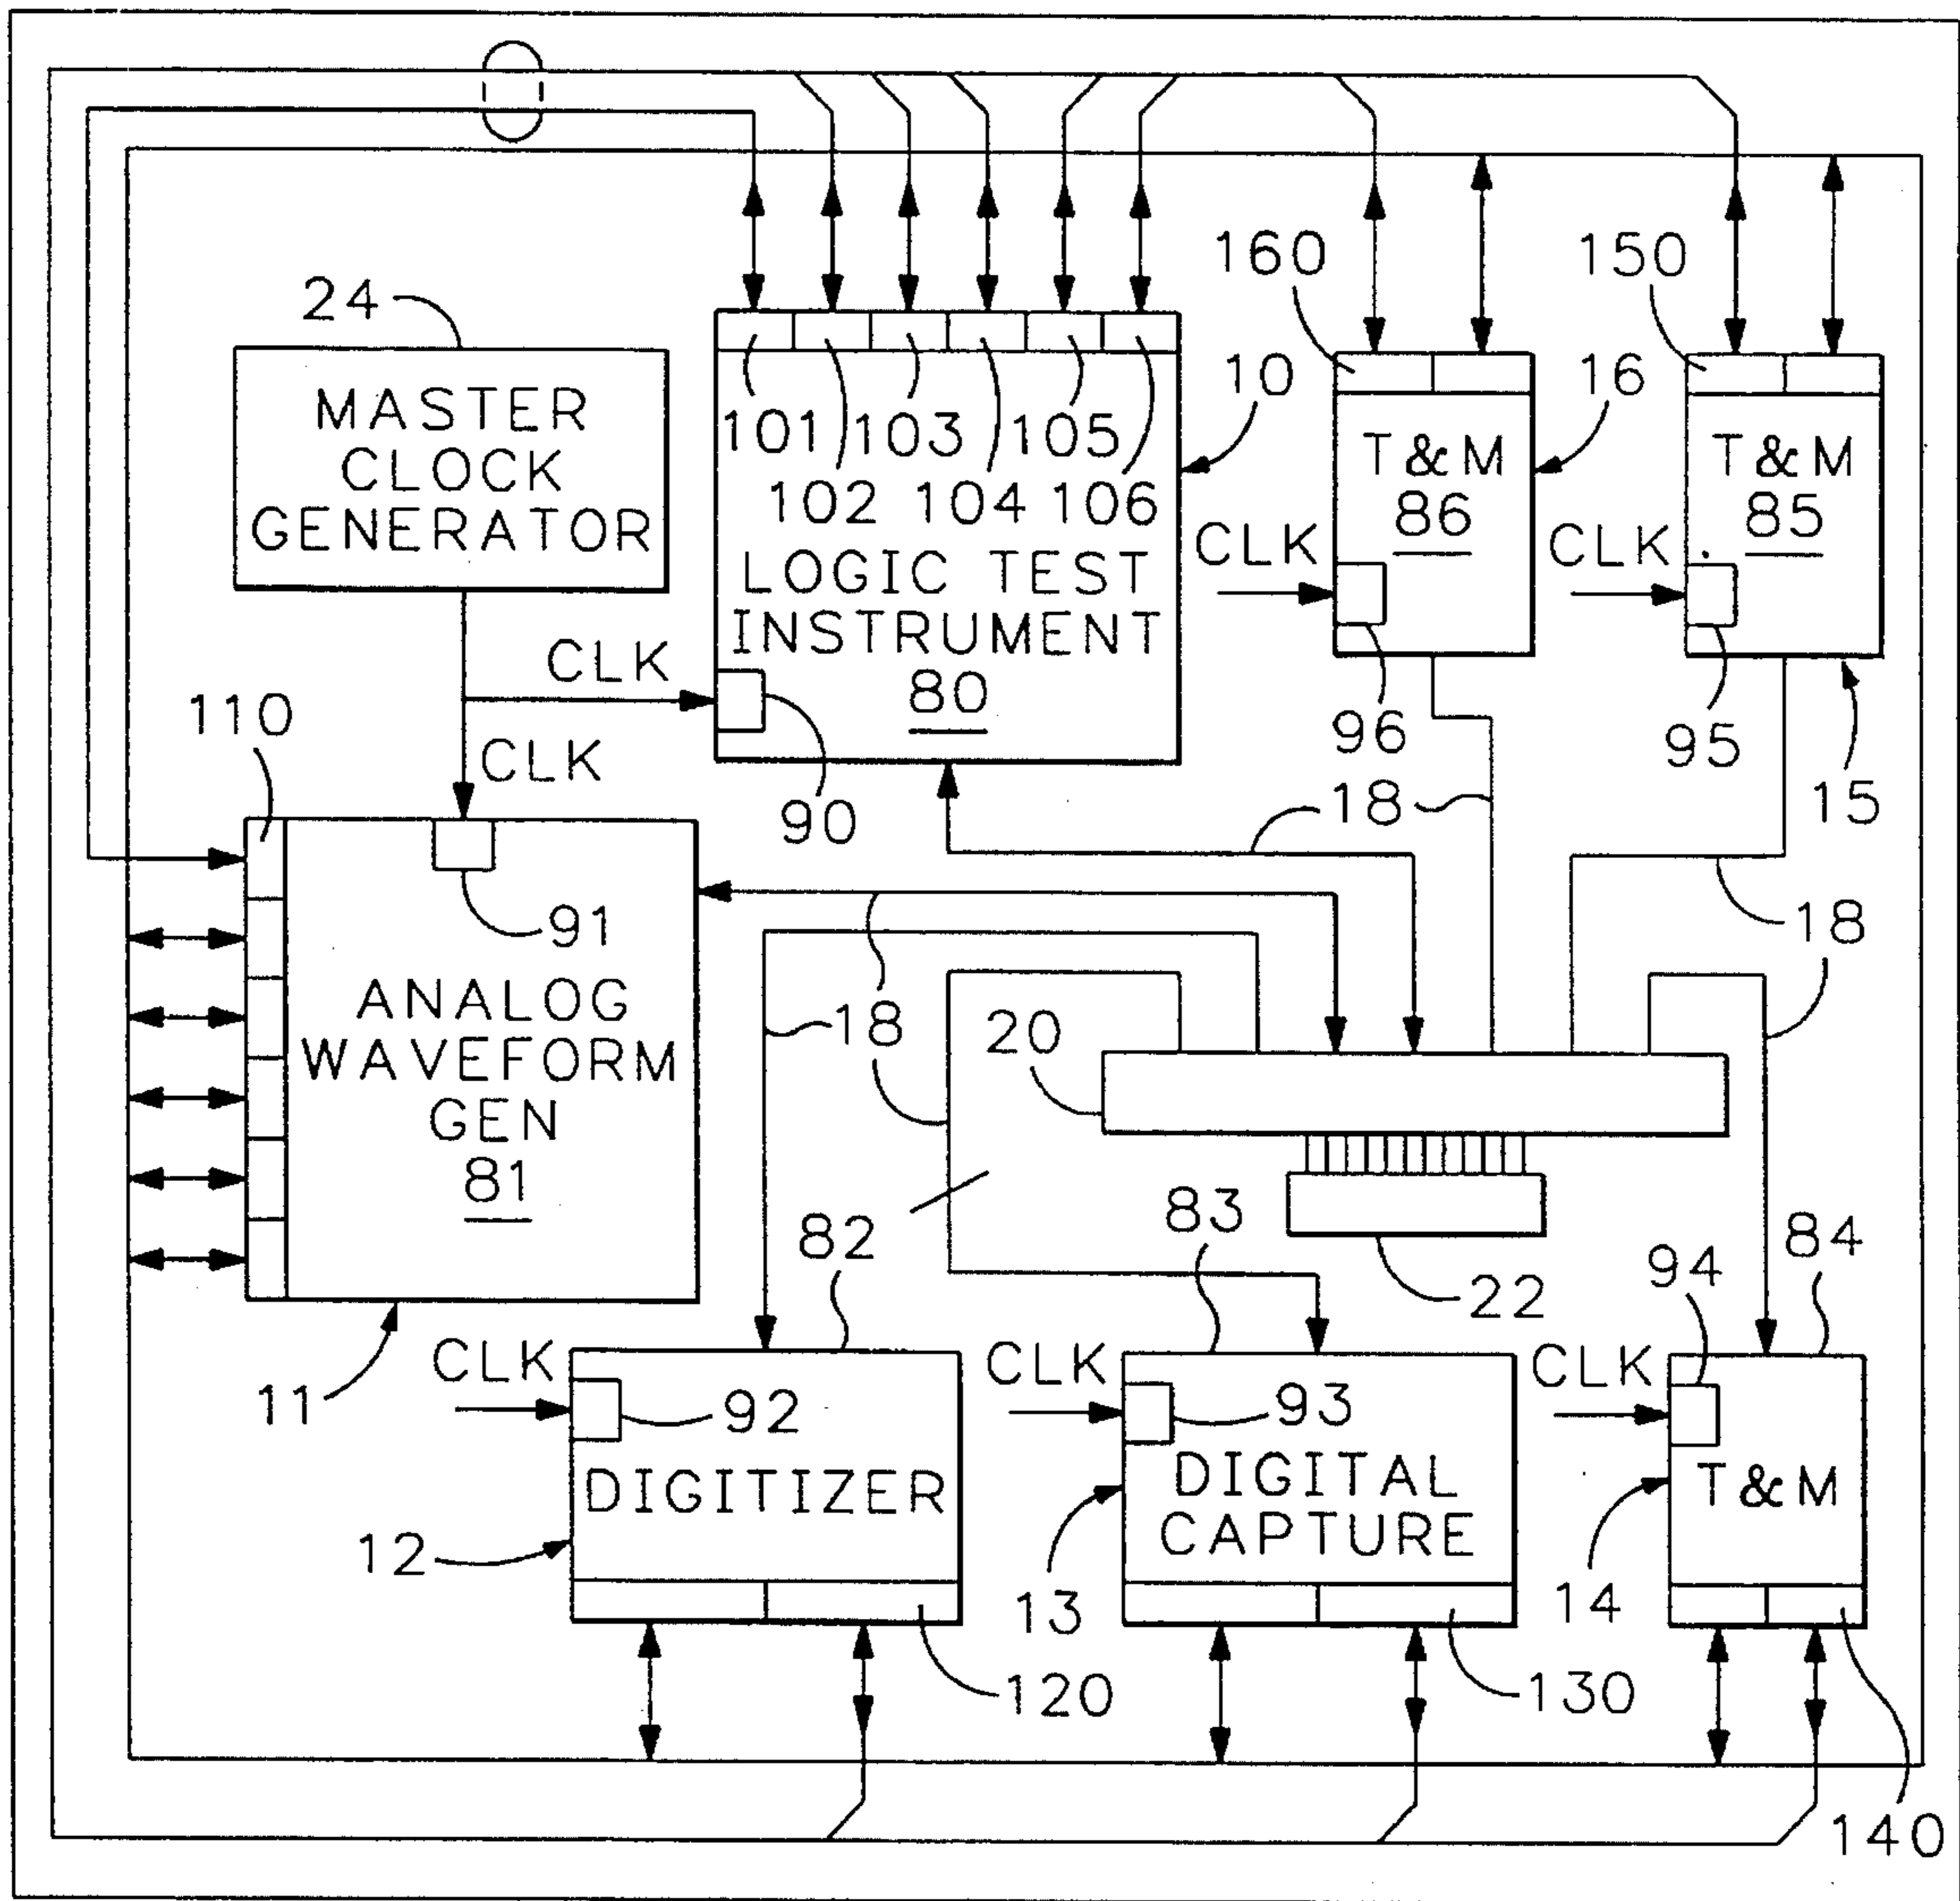 24
MASTER
CLOCK
GENERATOR
160
150
10
16
101 103 105
102 104 106
T&M
86
T&M
85
CLK
CLK
LOGIC TEST
INSTRUMENT
80
CLK
90
96
95
15
110
CLK
18
91
18
18
ANALOG
WAVEFORM
GEN
81
20
82
83
22
94
84
11
CLK
92
DIGITIZER
12
CLK
93
DIGITAL
CAPTURE
13
CLK
T&M
14
120
130
140